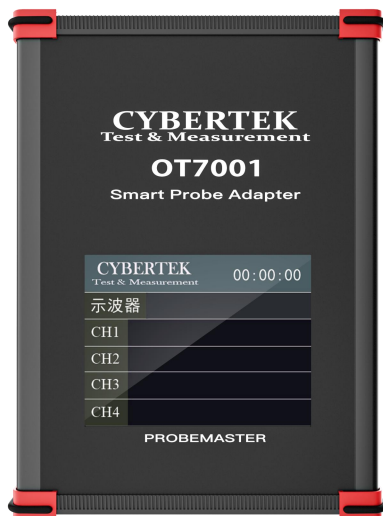 CYBERTEK
Test & Measurement
OT7001
Smart Probe Adapter
CYBERTEK
Test & Measurement
00:00:00
示波器
CH1
CH2
CH3
CH4
PROBEMASTER